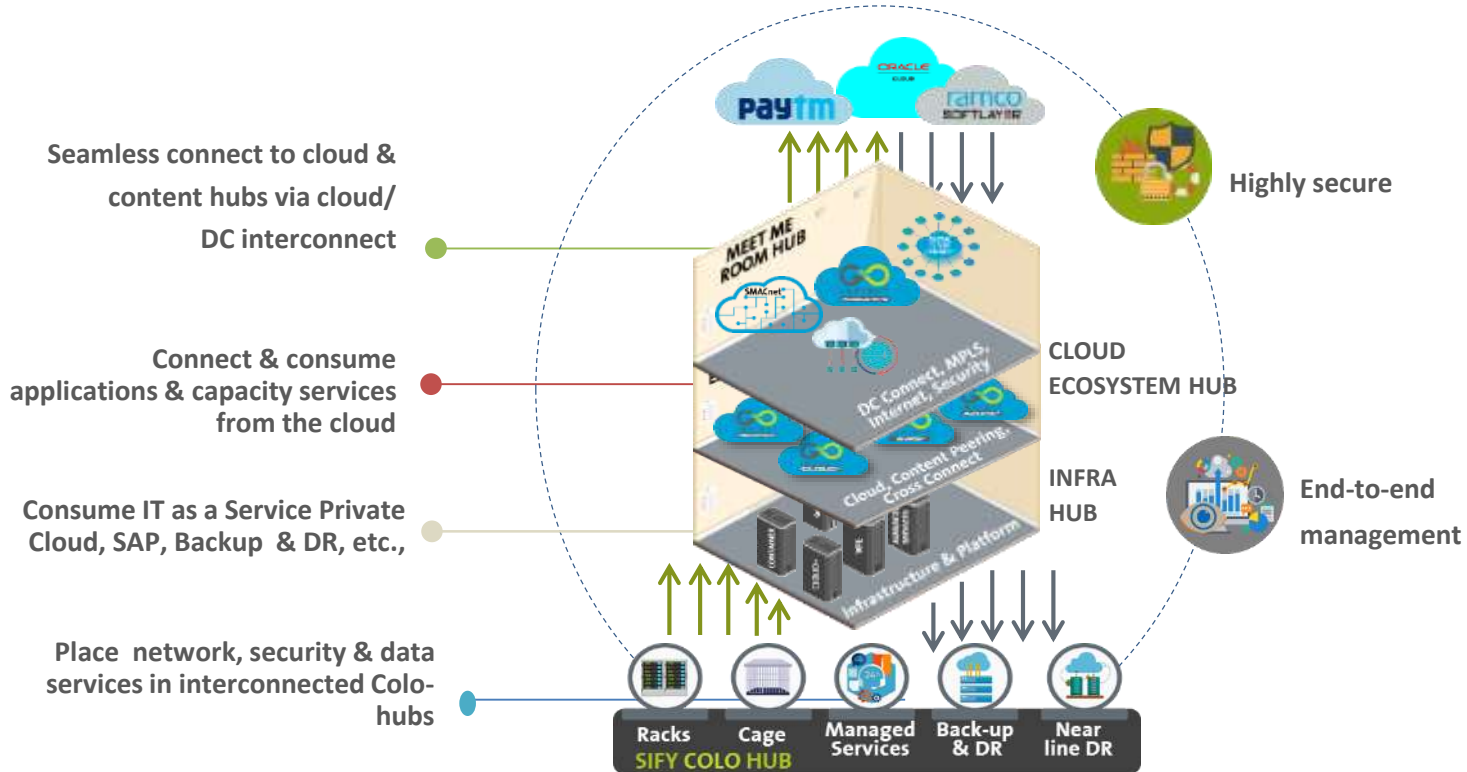 paytm
ORACLE
CLOUD
ramco
SOFTLAYER
Seamless connect to cloud &
content hubs via cloud/
DC interconnect
Highly secure
MEET ME
ROOM HUB
SMACnet
DC Connect, MPLS,
Internet, Security
CLOUD
ECOSYSTEM HUB
Connect & consume
applications & capacity services
from the cloud
Cloud, Content Peering,
Cross Connect
INFRA
HUB
End-to-end
management
Consume IT as a Service Private
Cloud, SAP, Backup & DR, etc.,
Infrastructure & Platform
Place network, security & data
services in interconnected Colo-
hubs
Racks
Cage
Managed
Services
Back-up
& DR
Near
line DR
SIFY COLO HUB